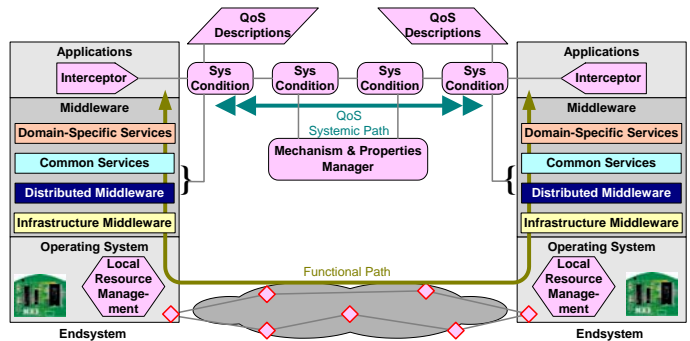 QoS
Descriptions
QoS
Descriptions
Applications
Interceptor
Sys
Condition
Sys
Condition
Sys
Condition
Sys
Condition
Applications
Interceptor
QoS
Systemic Path
Mechanism & Properties
Manager
Middleware
Domain-Specific Services
Common Services
}
Distributed Middleware
Infrastructure Middleware
Middleware
Domain-Specific Services
Common Services
{
Distributed Middleware
Infrastructure Middleware
Operating System
Local
Resource
Manage-
ment
Functional Path
Operating System
Local
Resource
Manage-
ment
Endsystem
Endsystem